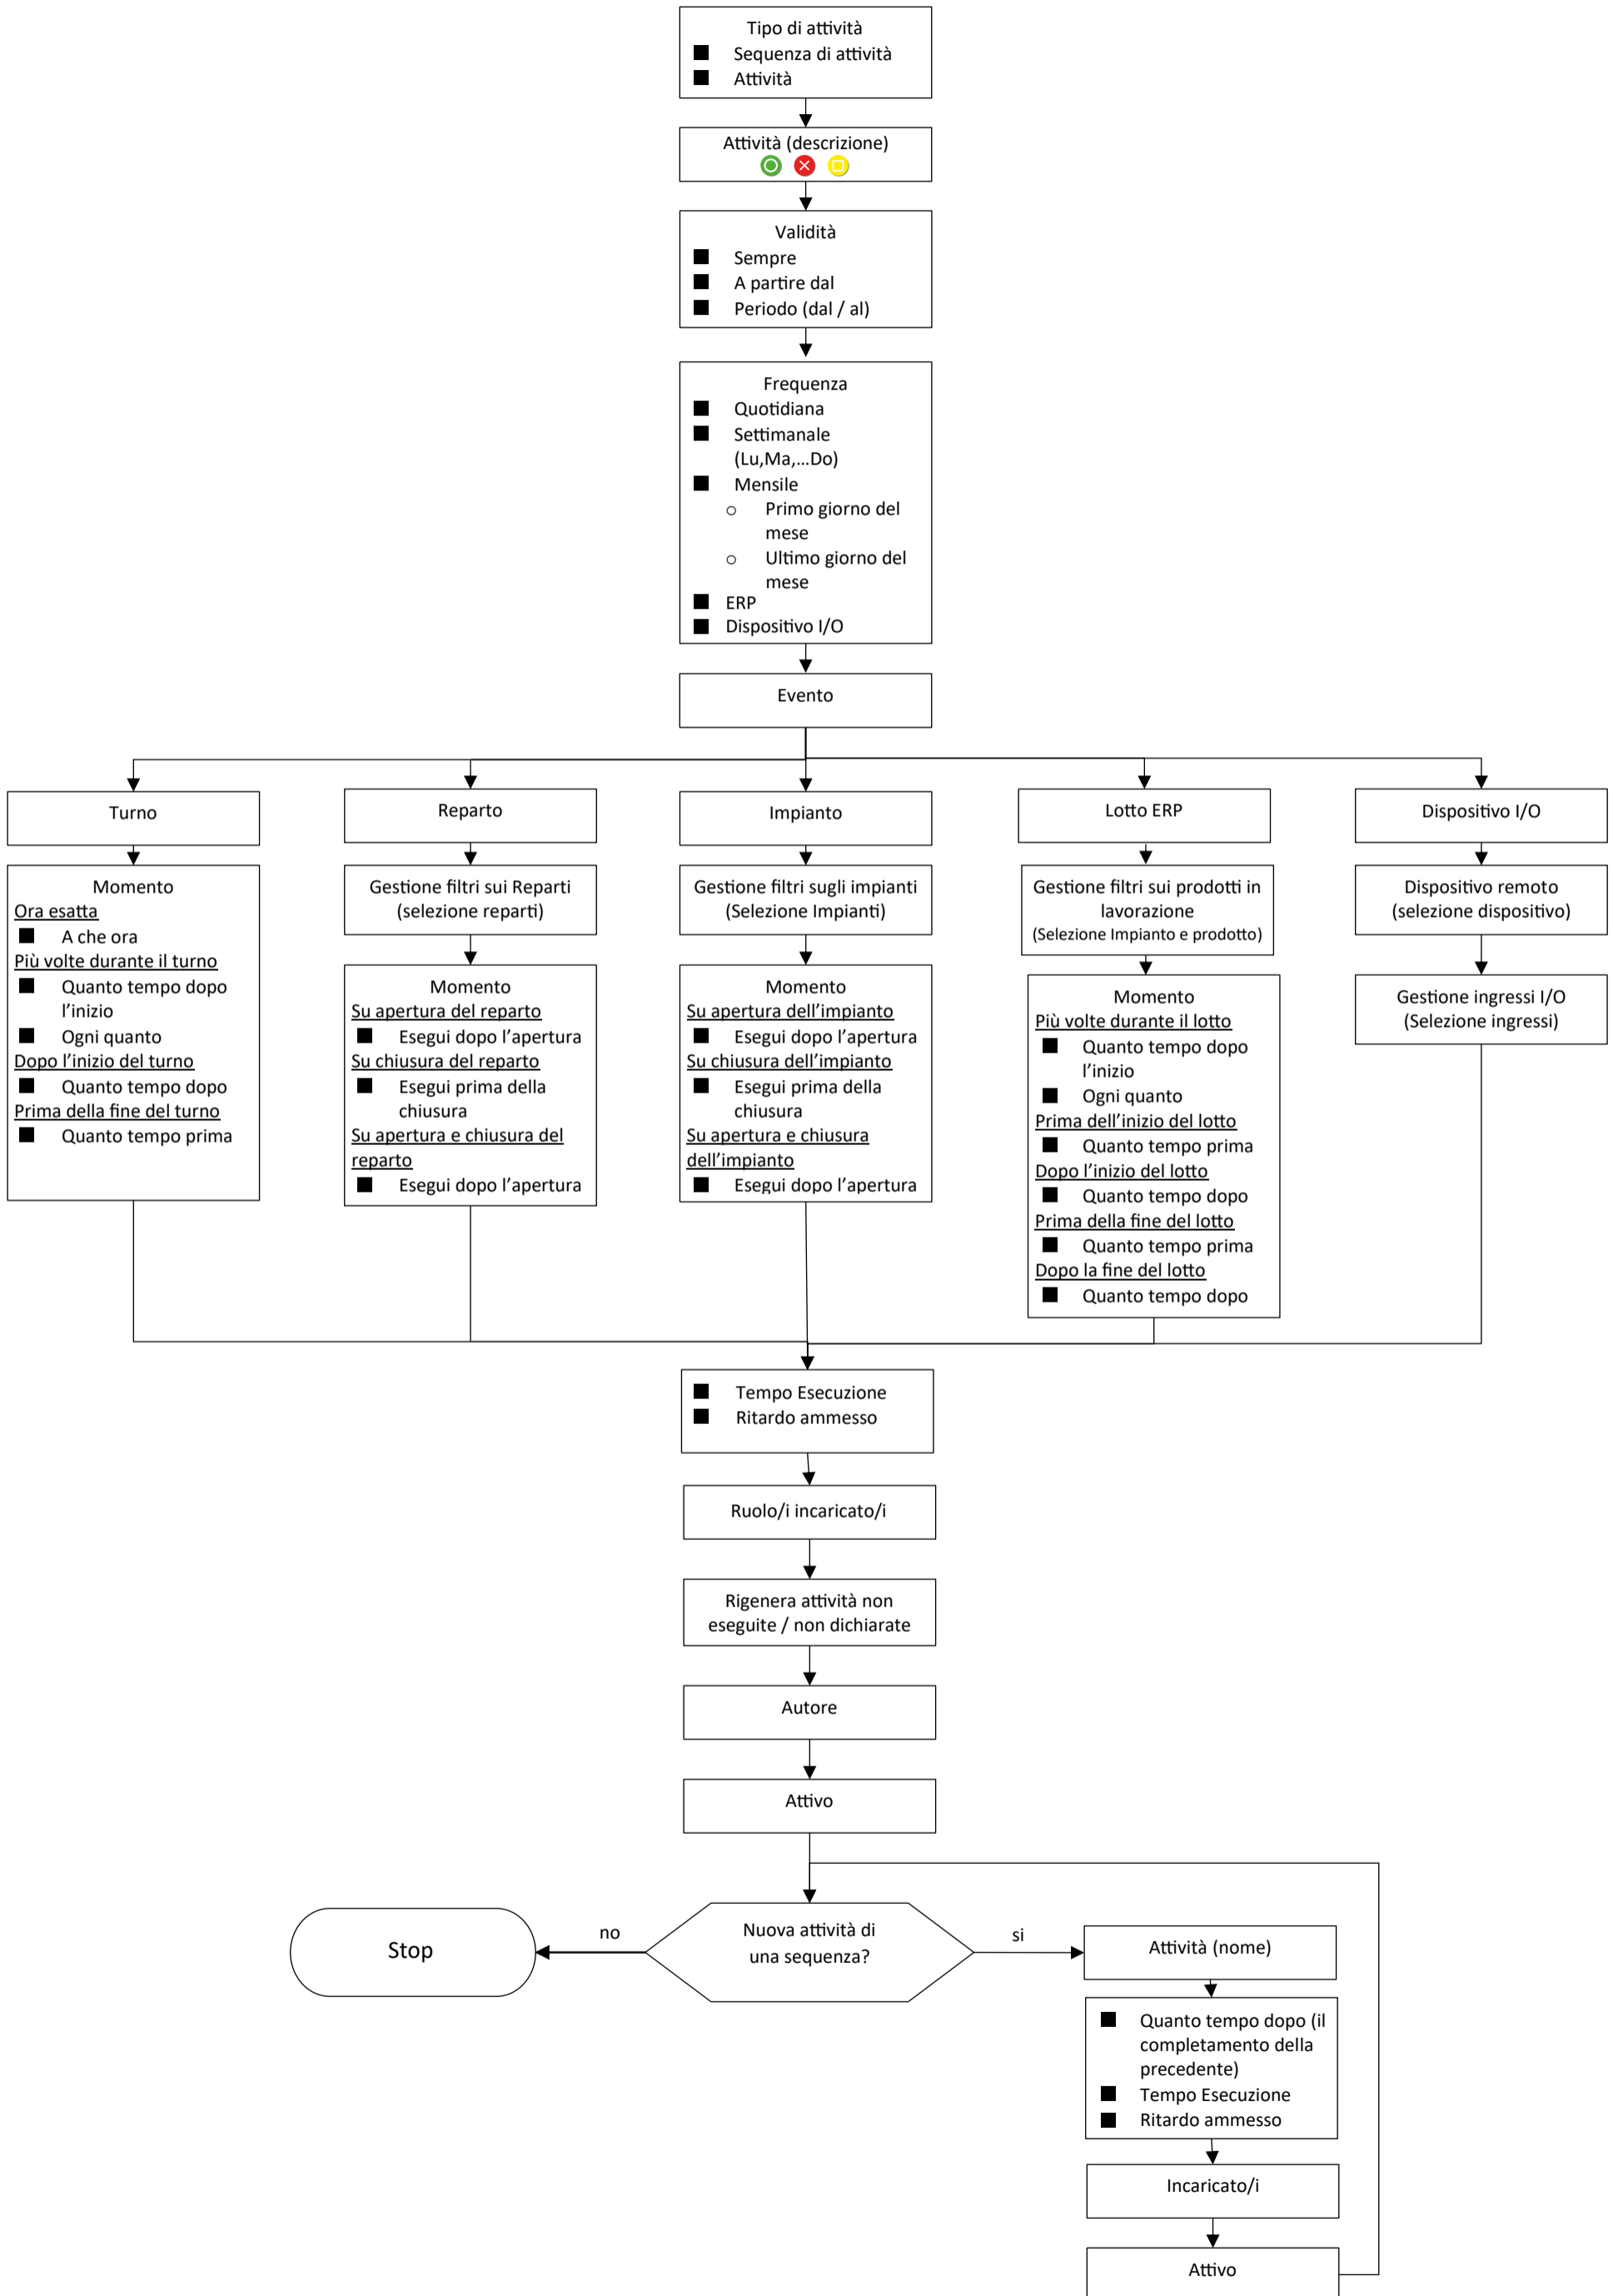 Tipo di attività
Sequenza di attività
Attività
Attività (descrizione)
Validità
Sempre
A partire dal
Periodo (dal / al)
Frequenza
Quotidiana
Settimanale
(Lu,Ma,...Do)
Mensile
o Primo giorno del
mese
o Ultimo giorno del
mese
ERP
Dispositivo I/O
Evento
Turno
Momento
Ora esatta
A che ora
Più volte durante il turno
Quanto tempo dopo
l'inizio
Ogni quanto
Dopo l'inizio del turno
Quanto tempo dopo
Prima della fine del turno
Quanto tempo prima
Reparto
Gestione filtri sui Reparti
(selezione reparti)
Momento
Su apertura del reparto
Esegui dopo l'apertura
Su chiusura del reparto
Esegui prima della
chiusura
Su apertura e chiusura del
reparto
Esegui dopo l'apertura
Impianto
Gestione filtri sugli impianti
(Selezione Impianti)
Momento
Su apertura dell'impianto
Esegui dopo l'apertura
Su chiusura dell'impianto
Esegui prima della
chiusura
Su apertura e chiusura
dell'impianto
Esegui dopo l'apertura
Lotto ERP
Gestione filtri sui prodotti in
lavorazione
(Selezione Impianto e prodotto)
Momento
Più volte durante il lotto
Quanto tempo dopo
l'inizio
Ogni quanto
Prima dell'inizio del lotto
Quanto tempo prima
Dopo l'inizio del lotto
Quanto tempo dopo
Prima della fine del lotto
Quanto tempo prima
Dopo la fine del lotto
Quanto tempo dopo
Dispositivo I/O
Dispositivo remoto
(selezione dispositivo)
Gestione ingressi I/O
(Selezione ingressi)
Tempo Esecuzione
Ritardo ammesso
Ruolo/i incaricato/i
Rigenera attività non
eseguite / non dichiarate
Autore
Attivo
Nuova attività di
una sequenza?
no
Stop
si
Attività (nome)
Quanto tempo dopo (il
completamento della
precedente)
Tempo Esecuzione
Ritardo ammesso
Incaricato/i
Attivo